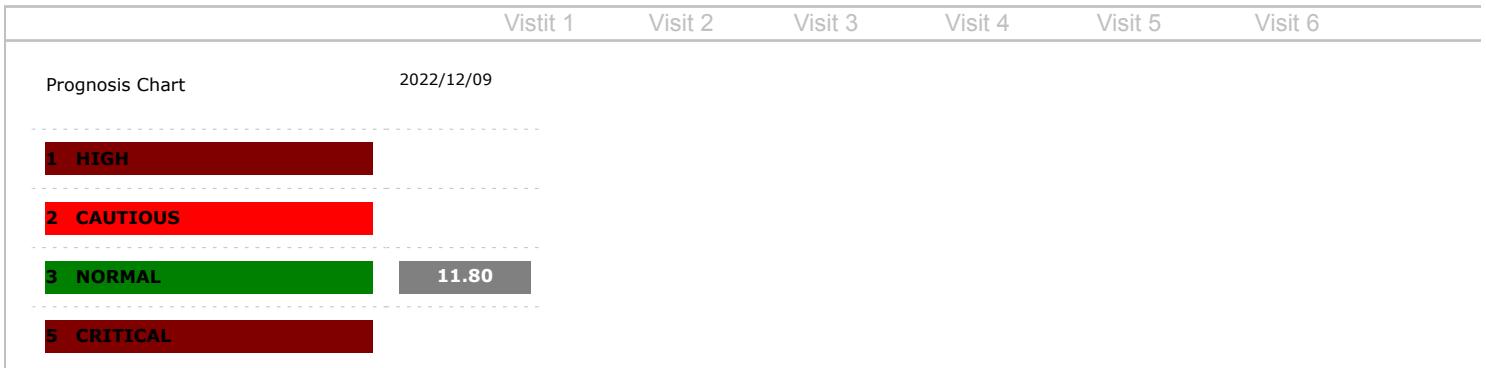 Vistit 1 Visit 2 Visit 3 Visit 4 Visit 5 Visit 6
Prognosis Chart 2022/12/09
1 HIGH
2 CAUTIOUS
3 NORMAL 11.80
5 CRITICAL